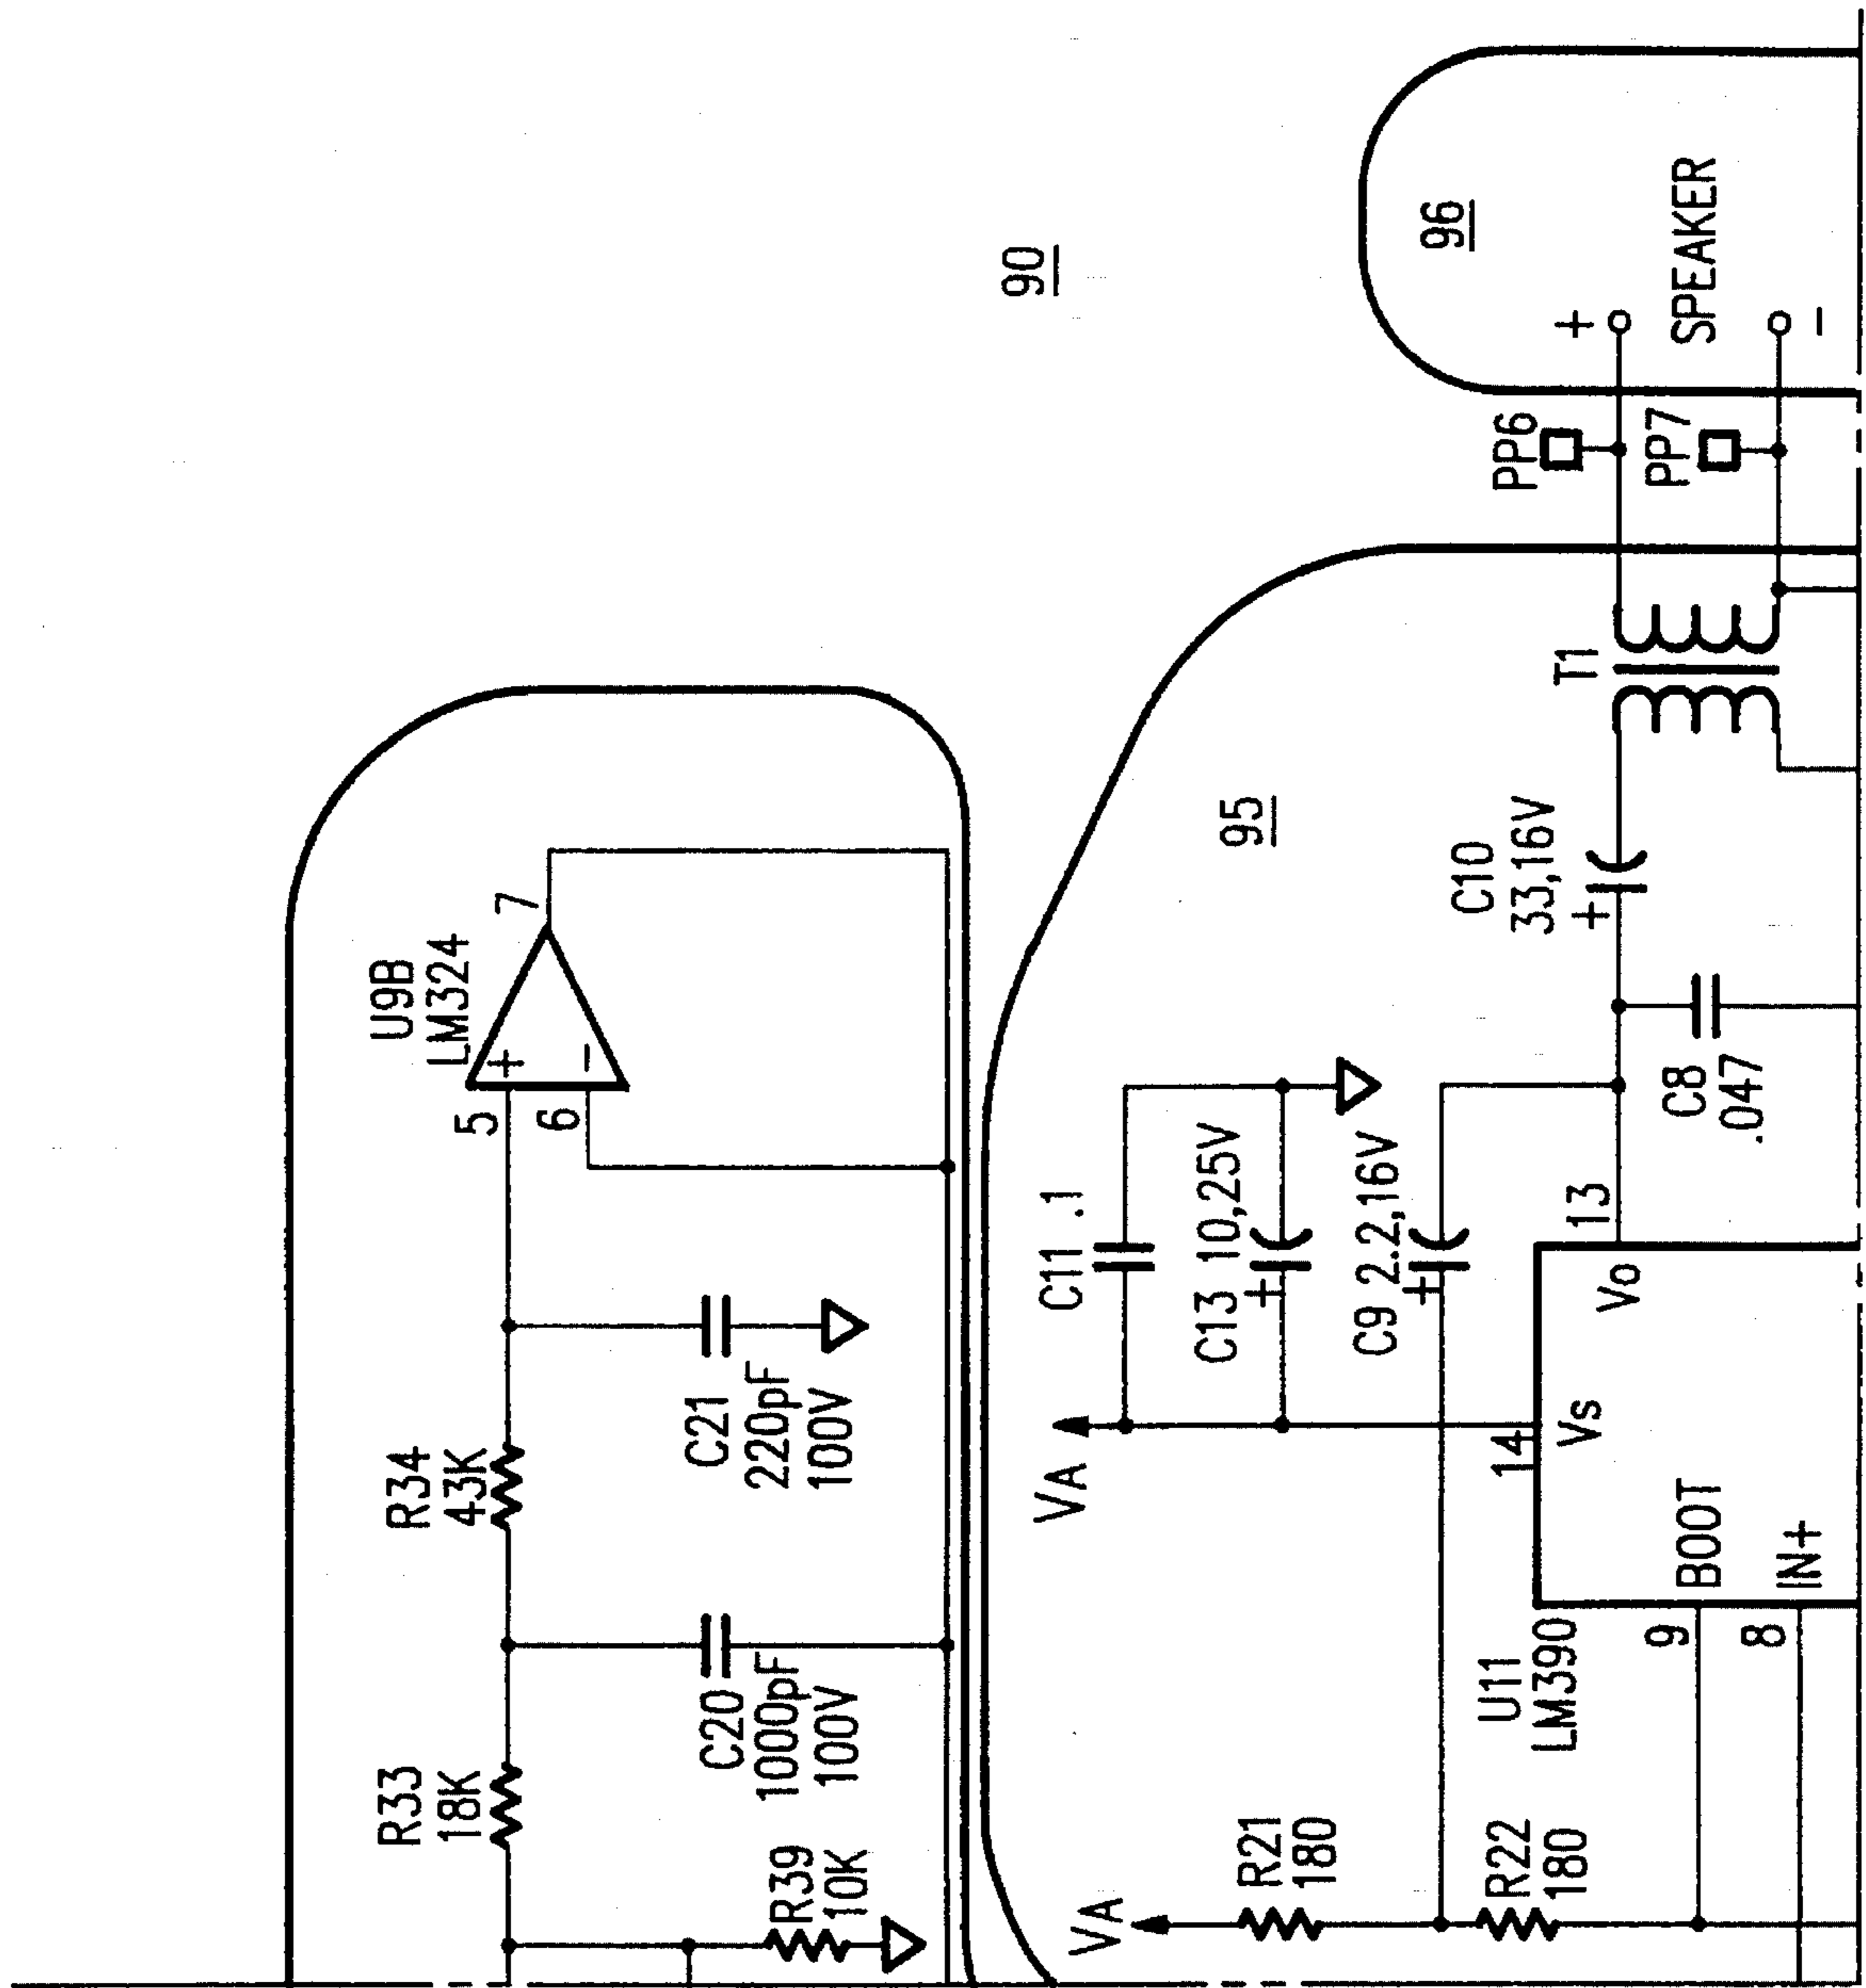 90
U9B
LM324
5
+
6
-
7
R34
43K
R33
18K
C21
220pF
100V
C20
1000pF
100V
R39
10K
95
VA
C11 .1
C13 10,25V
+
C9 2.2,16V
+
C10
33,16V
+
T1
PP6
PP7
96
+
SPEAKER
-
C8
.047
13
Vo
14
Vs
BOOT
IN+
9
8
U11
LM390
VA
R21
180
R22
180